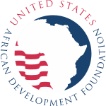 UNITED STATES
AFRICAN DEVELOPMENT FOUNDATION